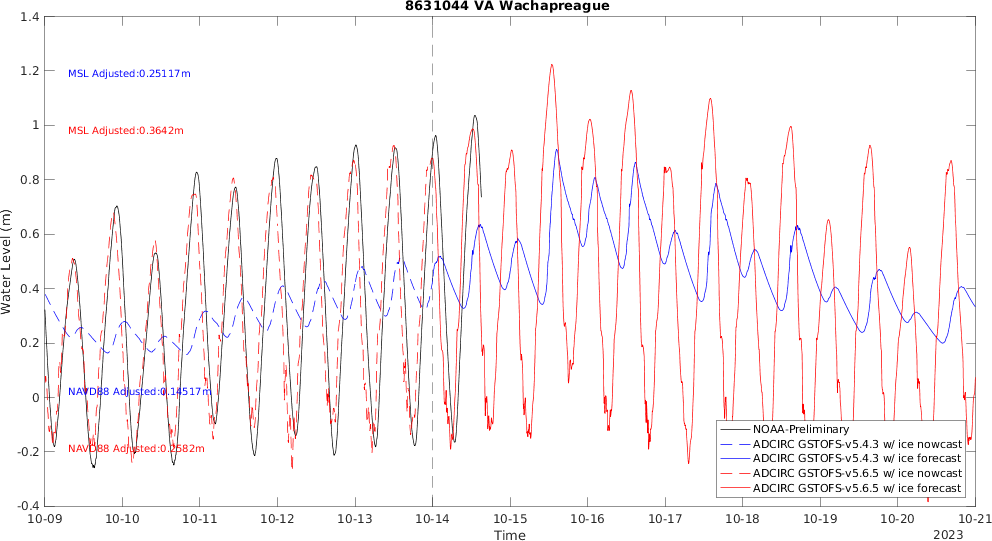 8631044 VA Wachapreague
MSL Adjusted:0.25117m
MSL Adjusted:0.3642m
NAVD88 Adjusted:0.14517m
NAVD88 Adjusted:0.2582m
Water Level (m)
1.4
1.2
1
0.8
0.6
0.4
0.2
0
-0.2
-0.4
NOAA-Preliminary
ADCIRC GSTOFS-v5.4.3 w/ ice nowcast
ADCIRC GSTOFS-v5.4.3 w/ ice forecast
ADCIRC GSTOFS-v5.6.5 w/ ice nowcast
ADCIRC GSTOFS-v5.6.5 w/ ice forecast
10-09 10-10 10-11 10-12 10-13 10-14 10-15 10-16 10-17 10-18 10-19 10-20 10-21
Time
2023